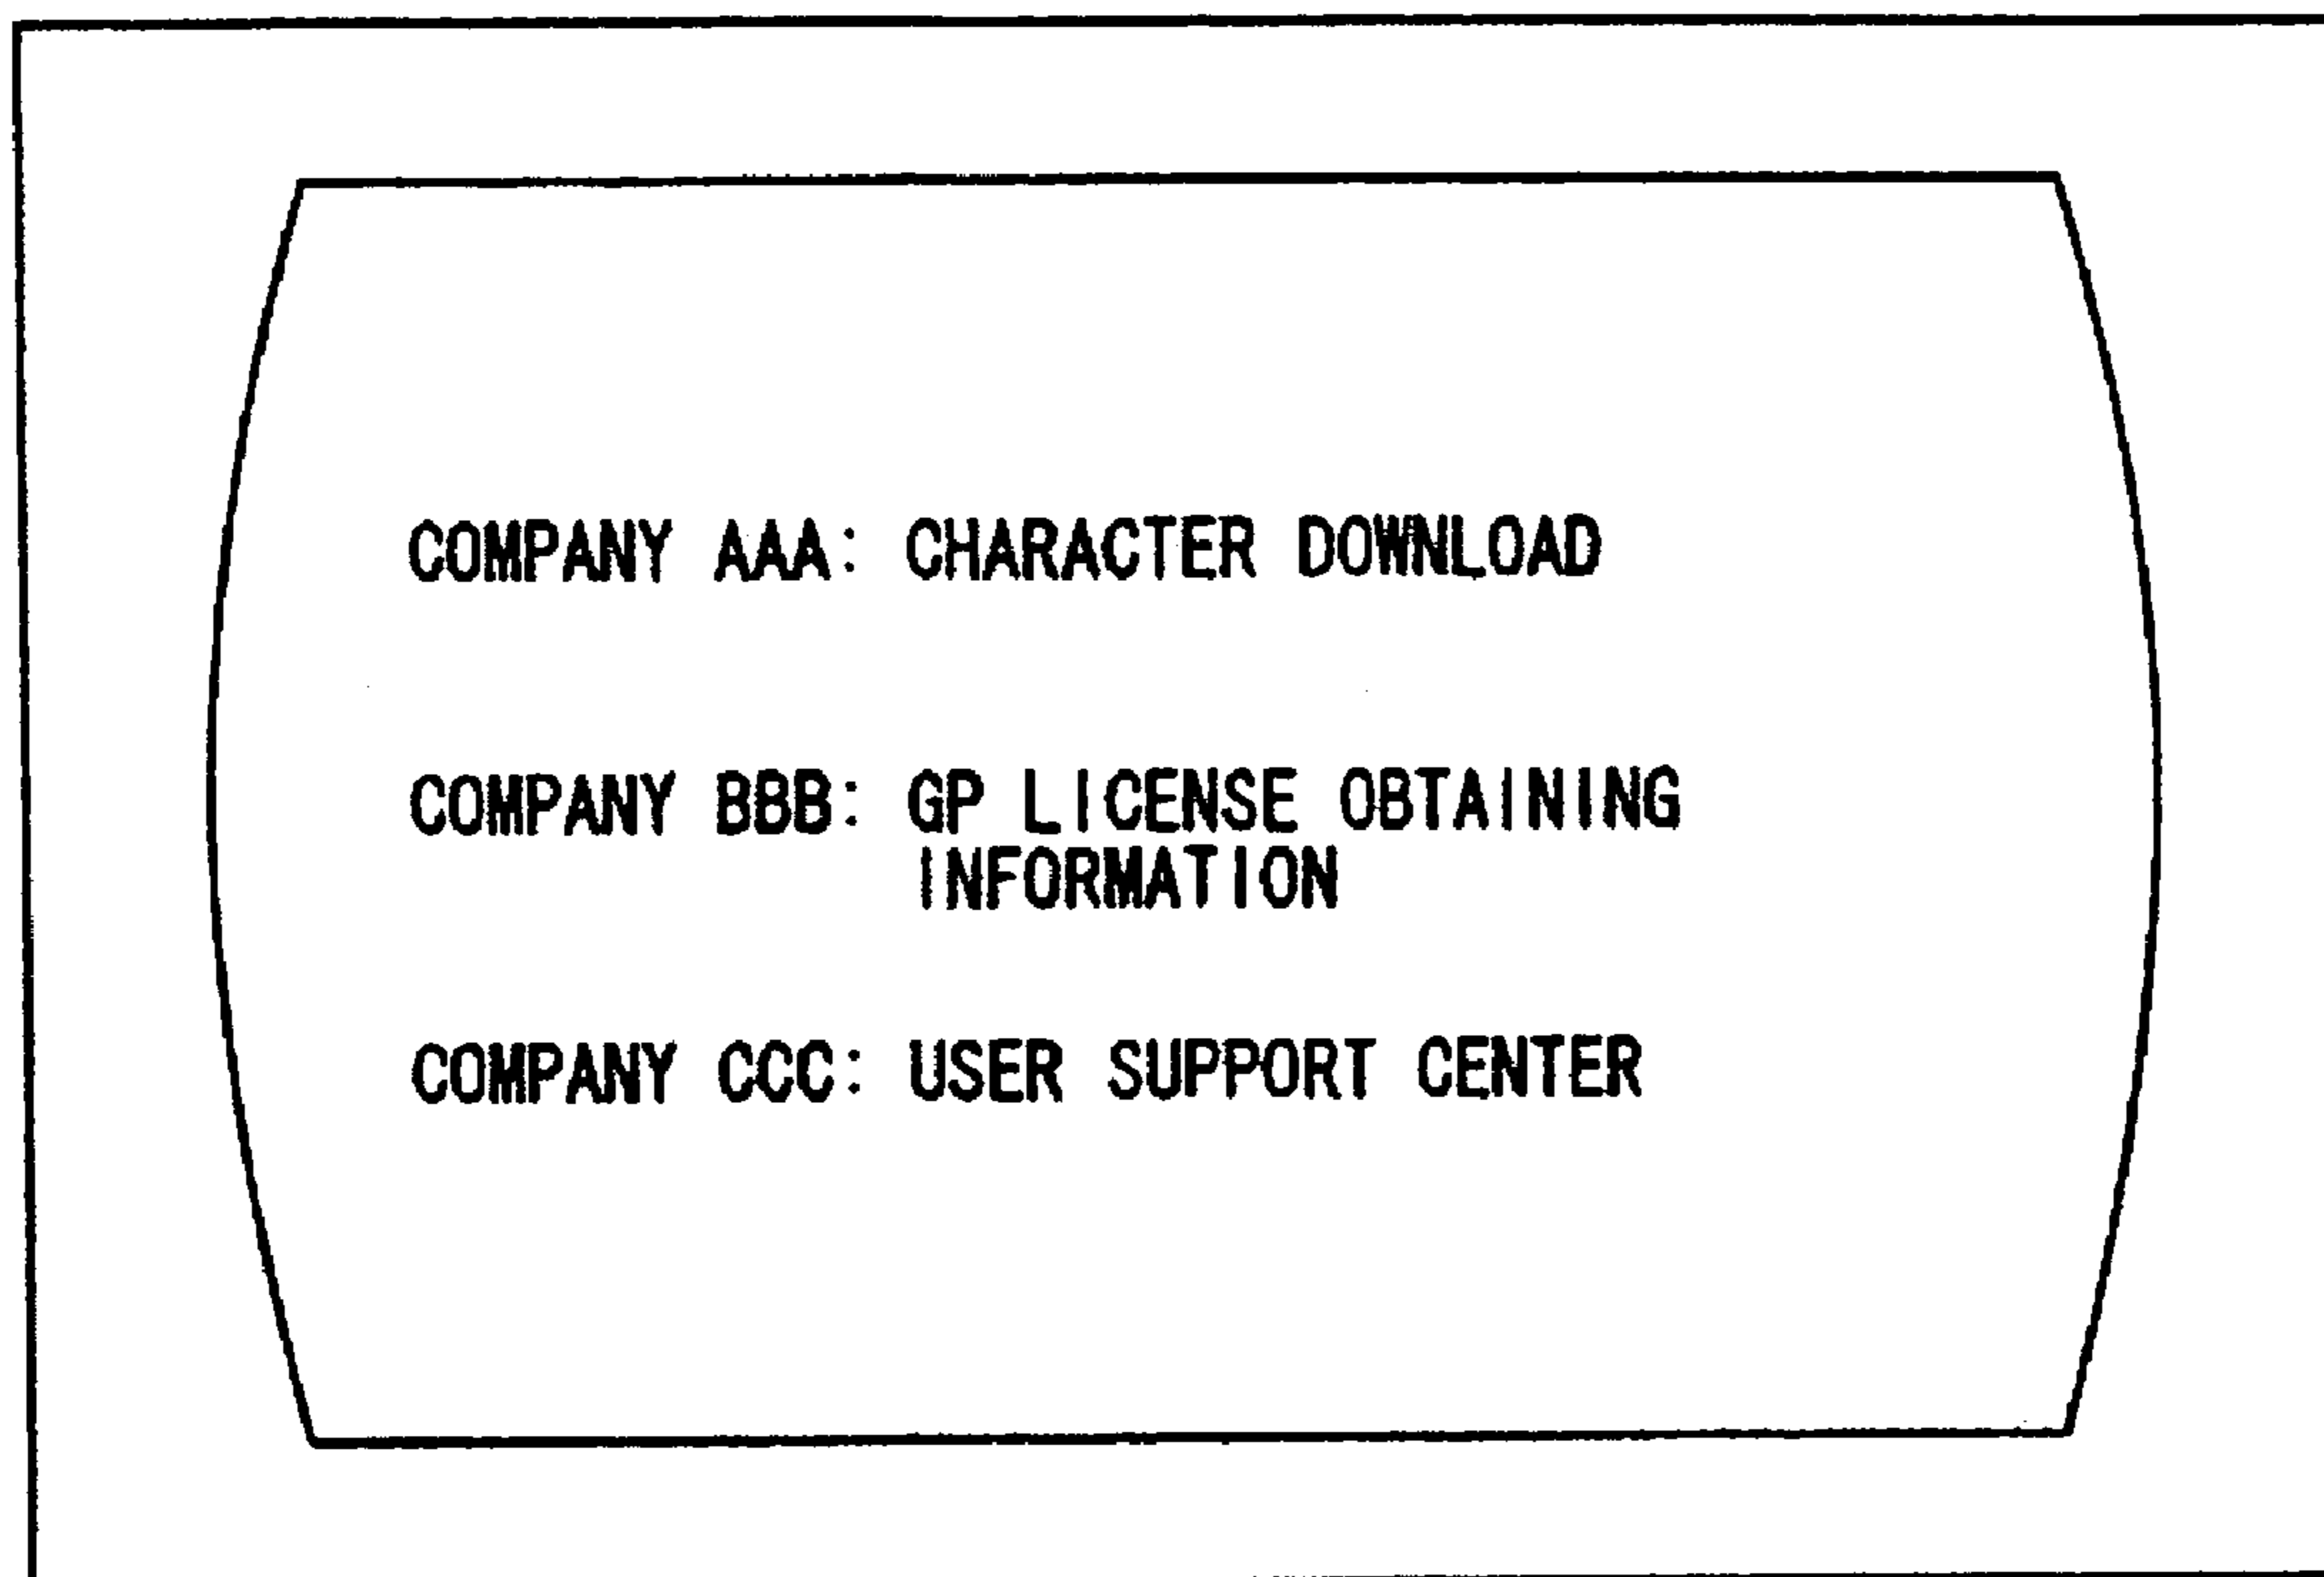 COMPANY AAA: CHARACTER DOWNLOAD
COMPANY BBB: GP LICENSE OBTAINING
INFORMATION
COMPANY CCC: USER SUPPORT CENTER